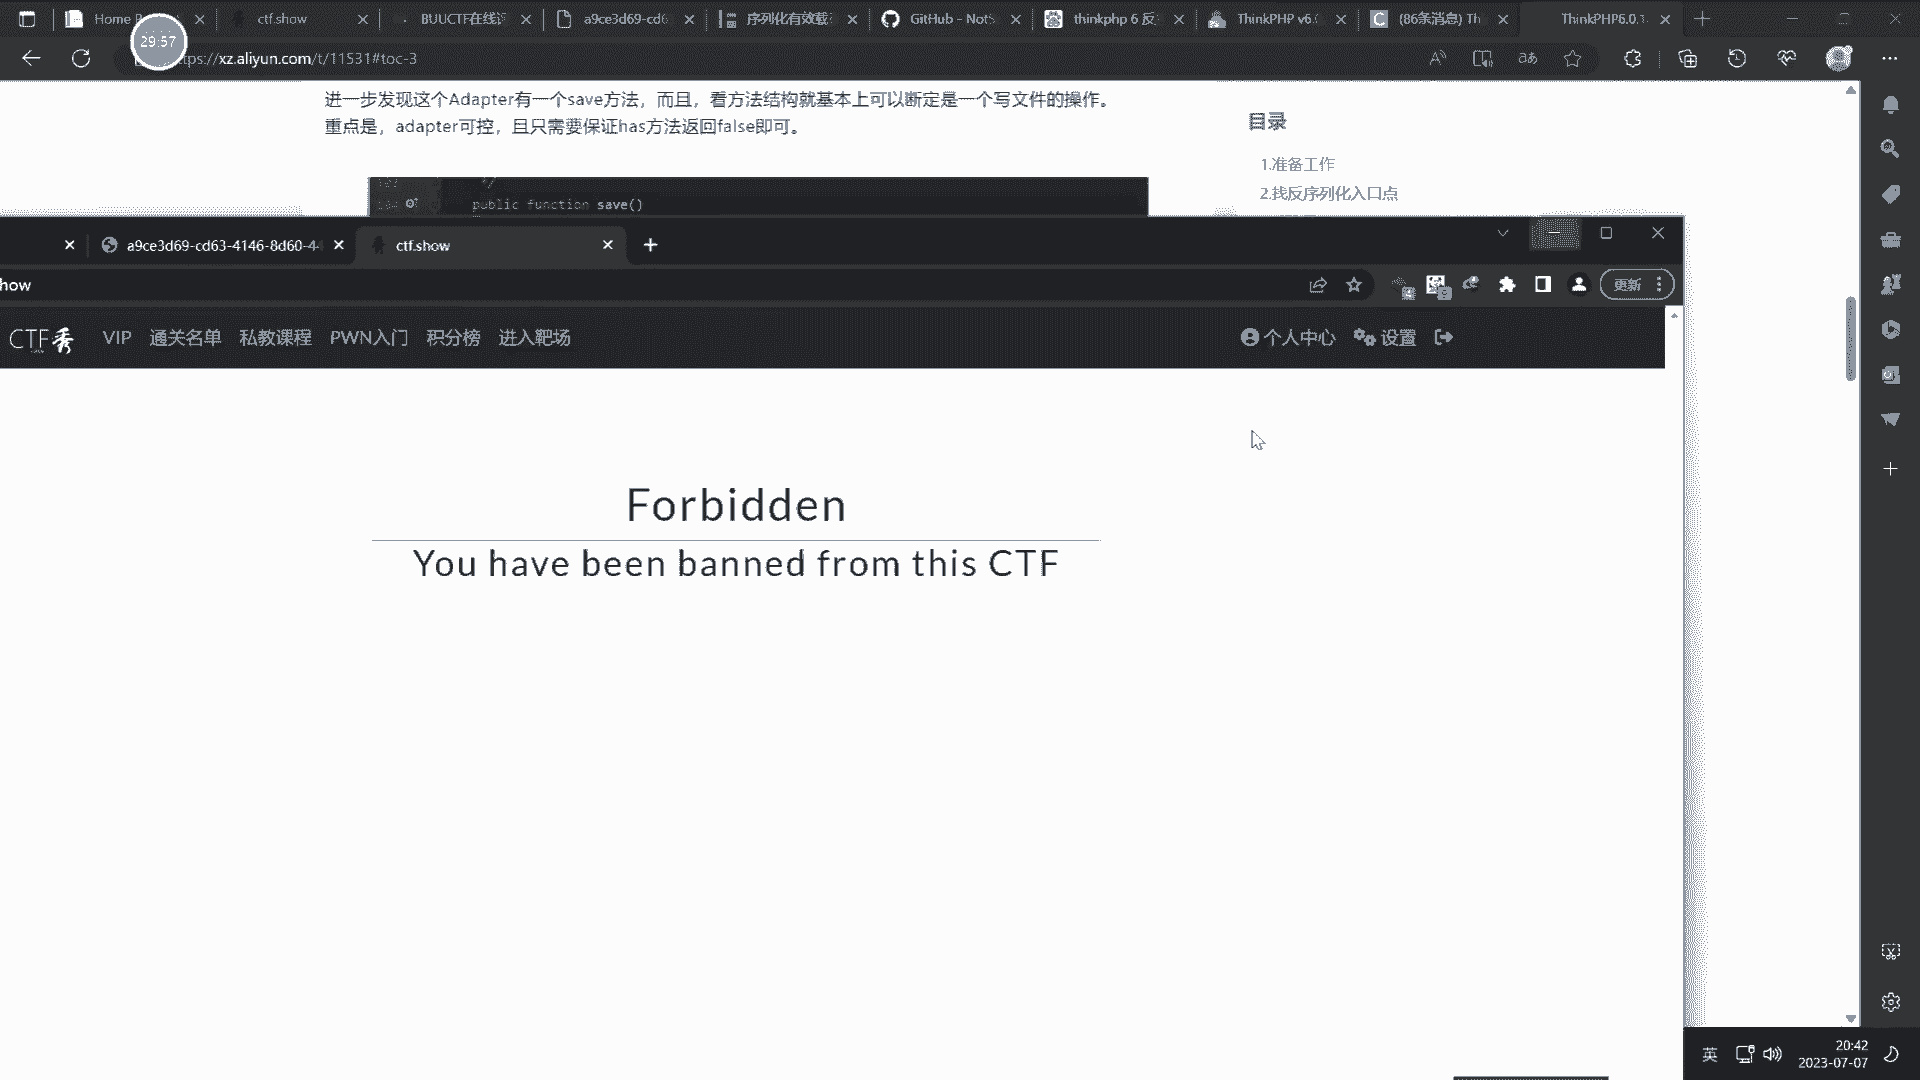 Home P
ctf.show
BUUCTF在线评
a9ce3d69-cd6
序列化有效载
GitHub - NotS
thinkphp 6 反
ThinkPHP v6.0
(86条消息) Th
ThinkPHP6.0.1
29:57
ps://xz.aliyun.com/t/11531#toc-3
进一步发现这个Adapter有一个save方法，而且，看方法结构就基本上可以断定是一个写文件的操作。
重点是，adapter可控，且只需要保证has方法返回false即可。
目录
1.准备工作
2.找反序列化入口点
public function save()
a9ce3d69-cd63-4146-8d60-44
ctf.show
how
更新
CTF秀
VIP 通关名单 私教课程 PWN入门 积分榜 进入靶场
个人中心 设置
Forbidden
You have been banned from this CTF
英
20:42
2023-07-07